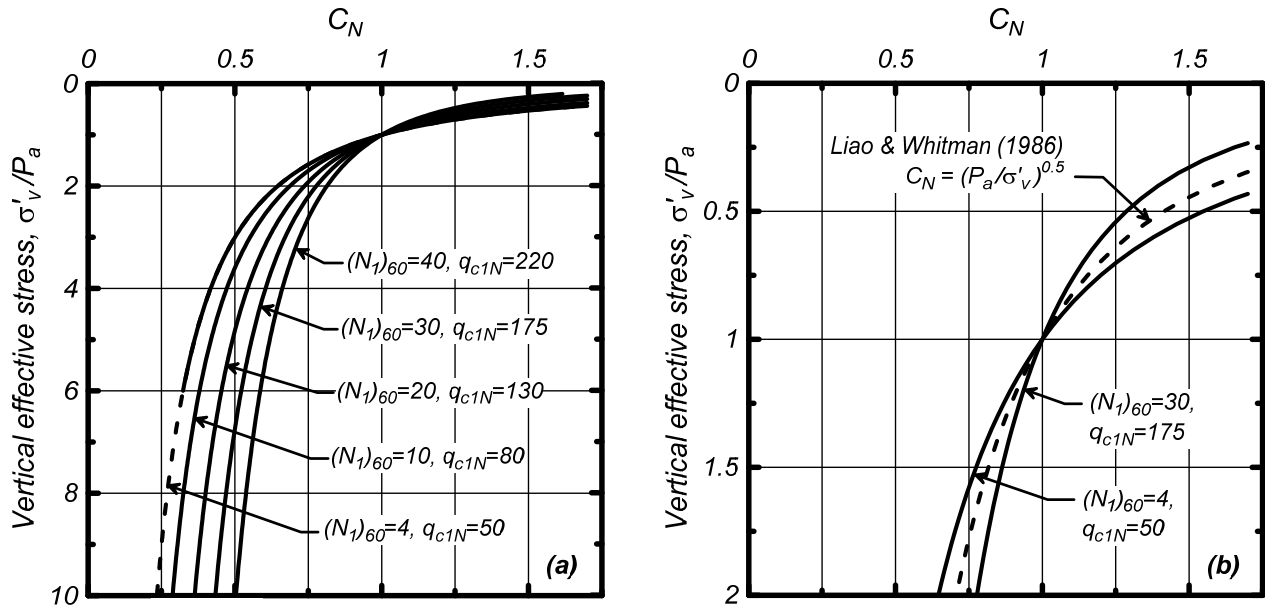 C_N
0 0.5 1 1.5
Vertical effective stress, σ'_v/P_a
0
2
4
6
8
10
(N_1)_60=40, q_c1N=220
(N_1)_60=30, q_c1N=175
(N_1)_60=20, q_c1N=130
(N_1)_60=10, q_c1N=80
(N_1)_60=4, q_c1N=50
(a)
C_N
0 0.5 1 1.5
Vertical effective stress, σ'_v/P_a
0
0.5
1
1.5
2
Liao & Whitman (1986)
C_N = (P_a/σ'_v)^0.5
(N_1)_60=30,
q_c1N=175
(N_1)_60=4,
q_c1N=50
(b)